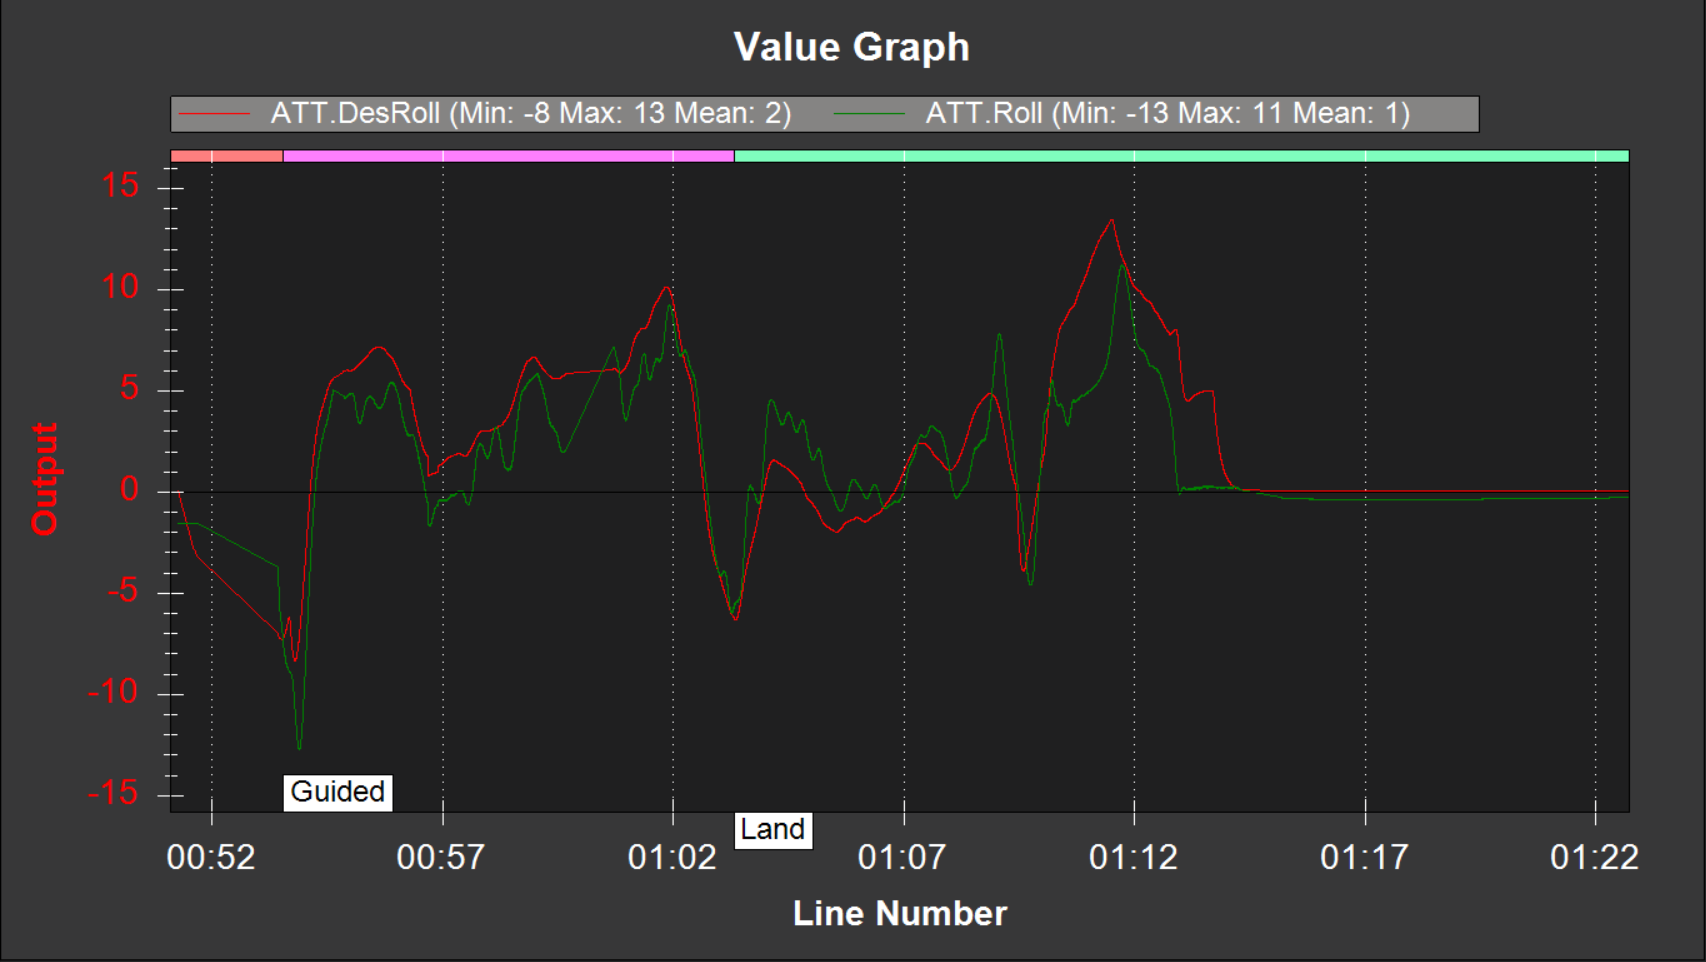 Value Graph
ATT.DesRoll (Min: -8 Max: 13 Mean: 2) ATT.Roll (Min: -13 Max: 11 Mean: 1)
15
10
5
0
-5
-10
-15
Output
Guided
Land
00:52 00:57 01:02 01:07 01:12 01:17 01:22
Line Number